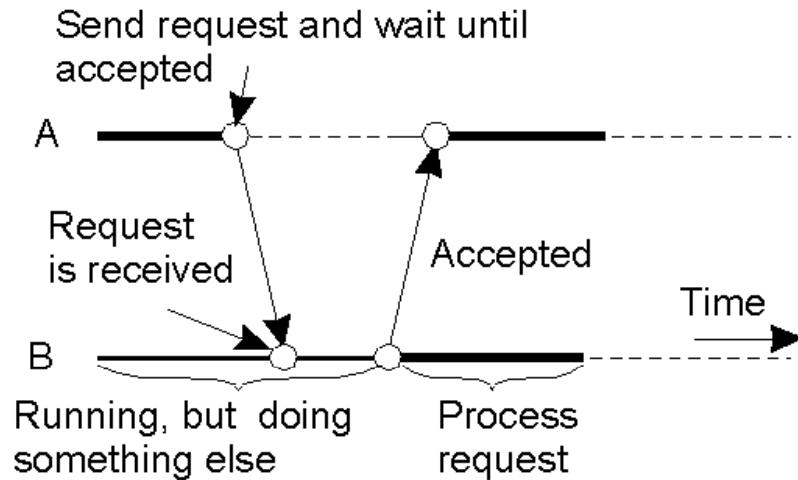 Send request and wait until
accepted
A
Request
is received
Accepted
Time
B
Running, but doing
something else
Process
request